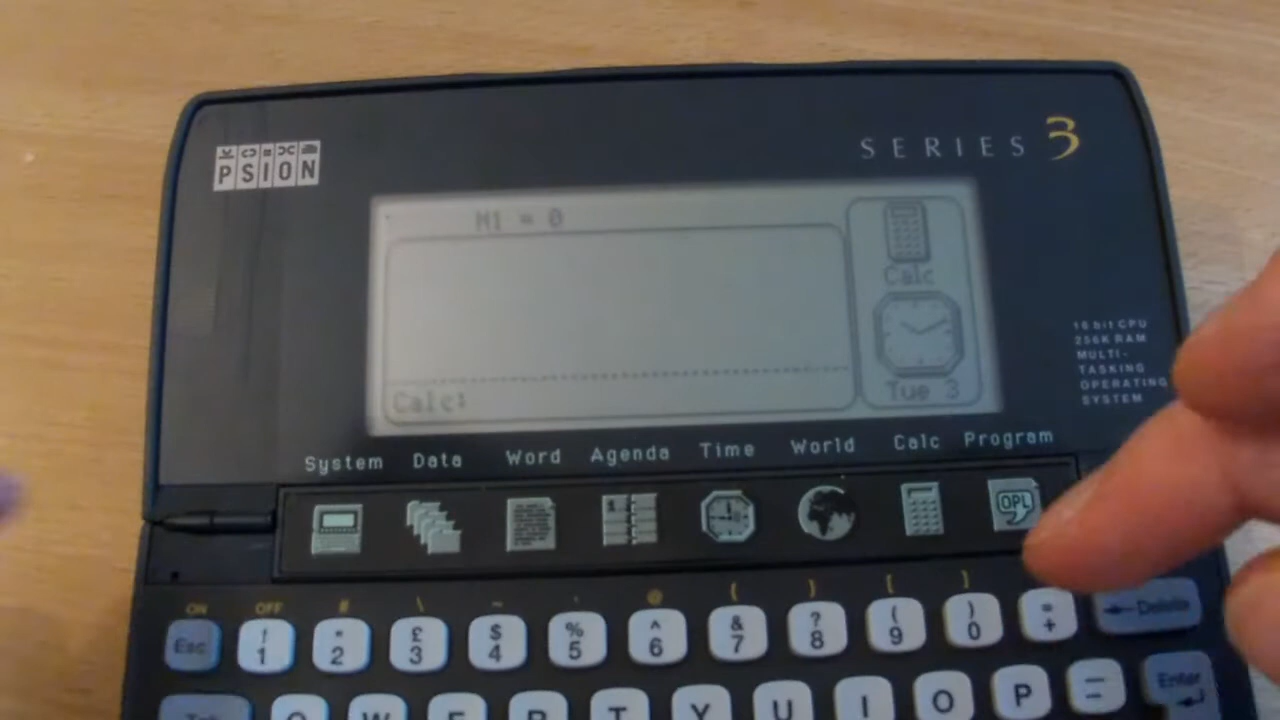 PSION
SERIES 3
M1 = 0
Calc
Tue 3
Calc:
16 bit CPU
256K RAM
MULTI-
TASKING
OPERATING
SYSTEM
System Data Word Agenda Time World Calc Program
1
OPL
ON OFF # \ ~ ' @ { } [ ]
Esc ! 1 * 2 £ 3 $ 4 % 5 ^ 6 & 7 ? 8 ( 9 ) 0 = + ←Delete
Y U I O P - Enter